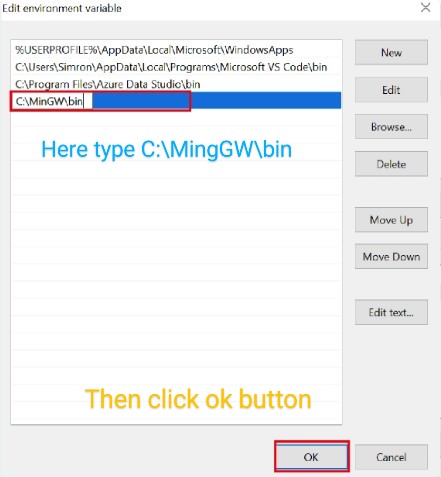 Edit environment variable
%USERPROFILE%\AppData\Local\Microsoft\WindowsApps
C:\Users\Simron\AppData\Local\Programs\Microsoft VS Code\bin
C:\Program Files\Azure Data Studio\bin
C:\MinGW\bin
New
Edit
Browse...
Delete
Move Up
Move Down
Edit text...
Here type C:\MingGW\bin
Then click ok button
OK
Cancel